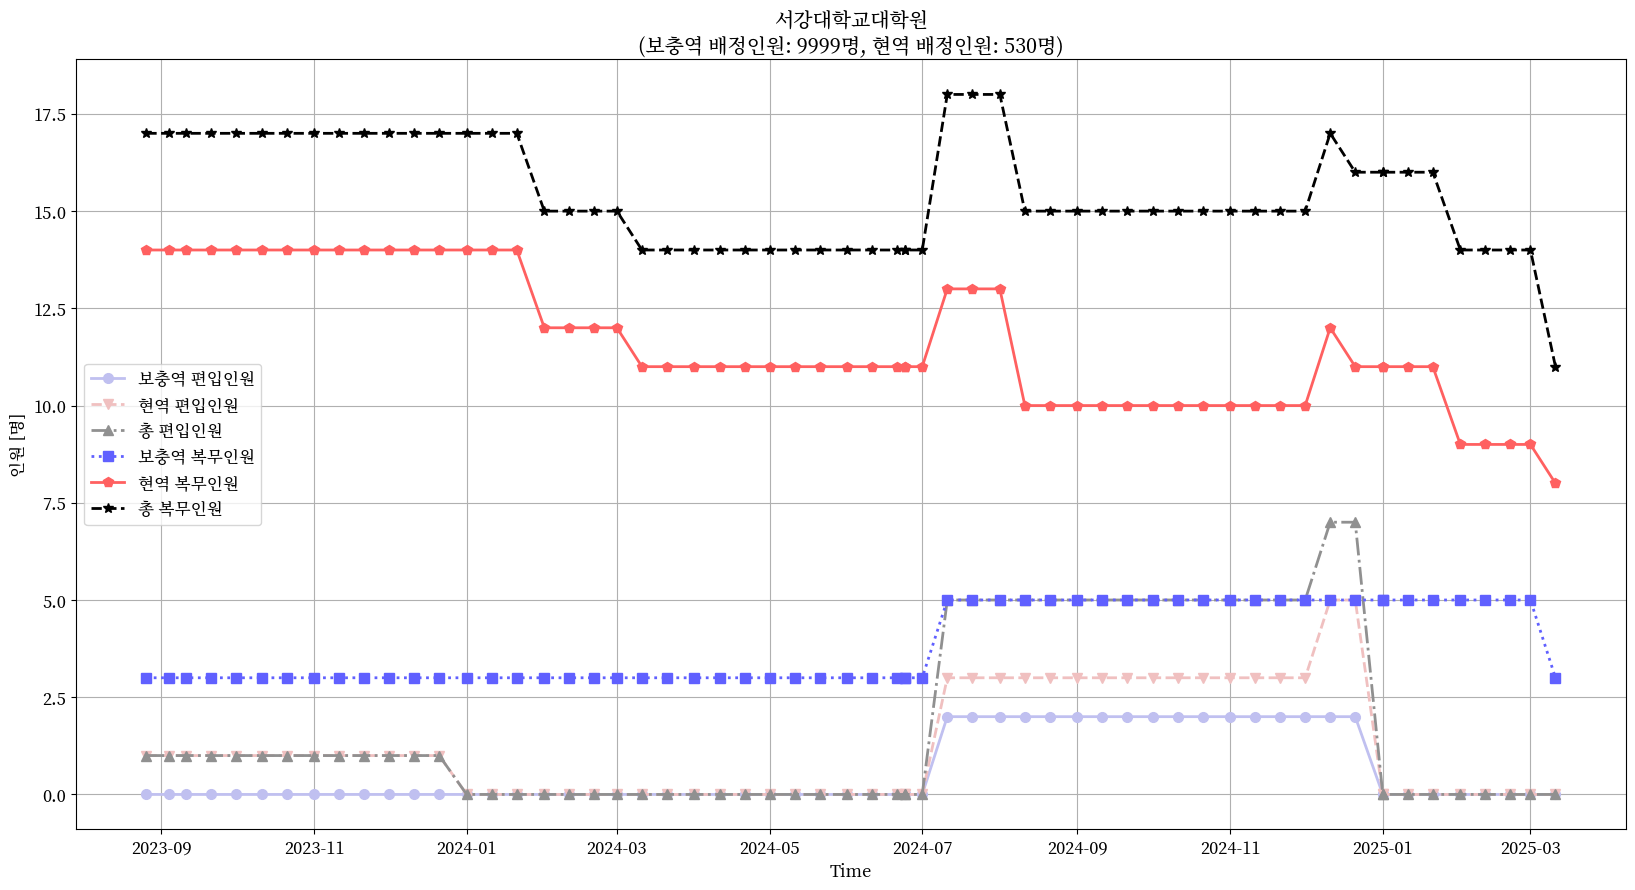 서강대학교대학원
(보충역 배정인원: 9999명, 현역 배정인원: 530명)
인원 [명]
17.5
15.0
12.5
10.0
7.5
5.0
2.5
0.0
보충역 편입인원
현역 편입인원
총 편입인원
보충역 복무인원
현역 복무인원
총 복무인원
2023-09
2023-11
2024-01
2024-03
2024-05
2024-07
2024-09
2024-11
2025-01
2025-03
Time